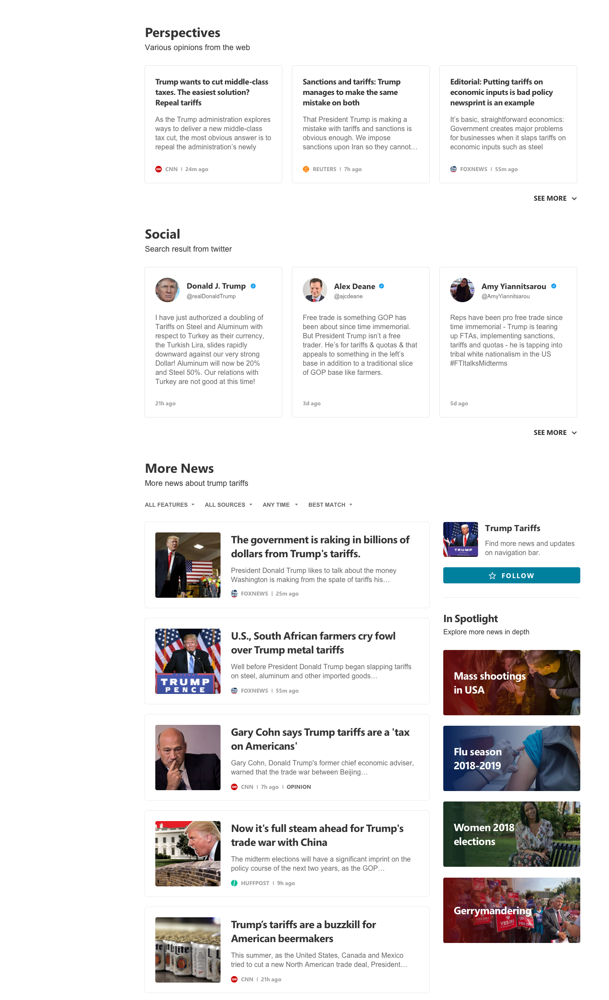 Perspectives
Various opinions from the web
Trump wants to cut middle-class
taxes. The easiest solution?
Repeal tariffs
As the Trump administration explores
ways to deliver a new middle-class
tax cut, the most obvious answer is to
repeal the administration's newly
CNN | 24m ago
Sanctions and tariffs: Trump
manages to make the same
mistake on both
That President Trump is making a
mistake with tariffs and sanctions is
obvious enough. We impose
sanctions upon Iran so they cannot…
REUTERS | 7h ago
Editorial: Putting tariffs on
economic inputs is bad policy
newsprint is an example
It's basic, straightforward economics:
Government creates major problems
for businesses when it slaps tariffs on
economic inputs such as steel
FOXNEWS | 55m ago
SEE MORE
Social
Search result from twitter
Donald J. Trump
@realDonaldTrump
I have just authorized a doubling of
Tariffs on Steel and Aluminum with
respect to Turkey as their currency,
the Turkish Lira, slides rapidly
downward against our very strong
Dollar! Aluminum will now be 20%
and Steel 50%. Our relations with
Turkey are not good at this time!
21h ago
Alex Deane
@ajcdeane
Free trade is something GOP has
been about since time immemorial.
But President Trump isn't a free
trader. He's for tariffs & quotas & that
appeals to something in the left's
base in addition to a traditional slice
of GOP base like farmers.
3d ago
Amy Yiannitsarou
@AmyYiannitsarou
Reps have been pro free trade since
time immemorial - Trump is tearing
up FTAs, implementing sanctions,
tariffs and quotas - he is tapping into
tribal white nationalism in the US
#FTItalksMidterms
5d ago
SEE MORE
More News
More news about trump tariffs
ALL FEATURES ALL SOURCES ANY TIME BEST MATCH
The government is raking in billions of
dollars from Trump's tariffs.
President Donald Trump likes to talk about the money
Washington is making from the spate of tariffs his…
FOXNEWS | 25m ago
TRUMP
PENCE
U.S., South African farmers cry fowl
over Trump metal tariffs
Well before President Donald Trump began slapping tariffs
on steel, aluminum and other imported goods…
FOXNEWS | 55m ago
Gary Cohn says Trump tariffs are a 'tax
on Americans'
Gary Cohn, Donald Trump's former chief economic adviser,
warned that the trade war between Beijing…
CNN | 7h ago | OPINION
Now it's full steam ahead for Trump's
trade war with China
The midterm elections will have a significant imprint on the
policy course of the next two years, as the GOP…
HUFFPOST | 9h ago
Lite
Trump's tariffs are a buzzkill for
American beermakers
This summer, as the United States, Canada and Mexico
tried to cut a new North American trade deal, President…
CNN | 21h ago
TRUMP
Trump Tariffs
Find more news and updates
on navigation bar.
FOLLOW
In Spotlight
Explore more news in depth
Mass shootings
in USA
Flu season
2018-2019
Women 2018
elections
Gerrymandering
YES ON 1
YES ON 1